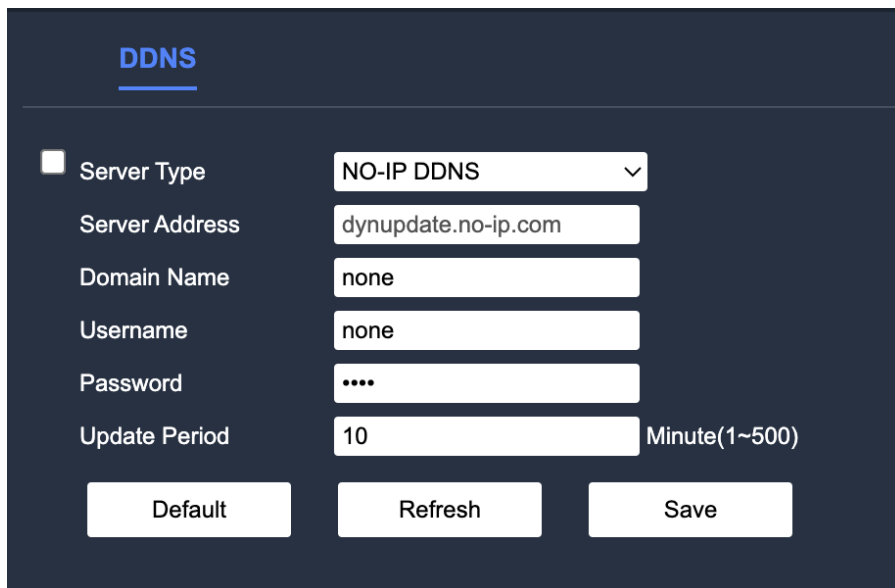 DDNS
Server Type NO-IP DDNS
Server Address dynupdate.no-ip.com
Domain Name none
Username none
Password ••••
Update Period 10 Minute(1~500)
Default Refresh Save